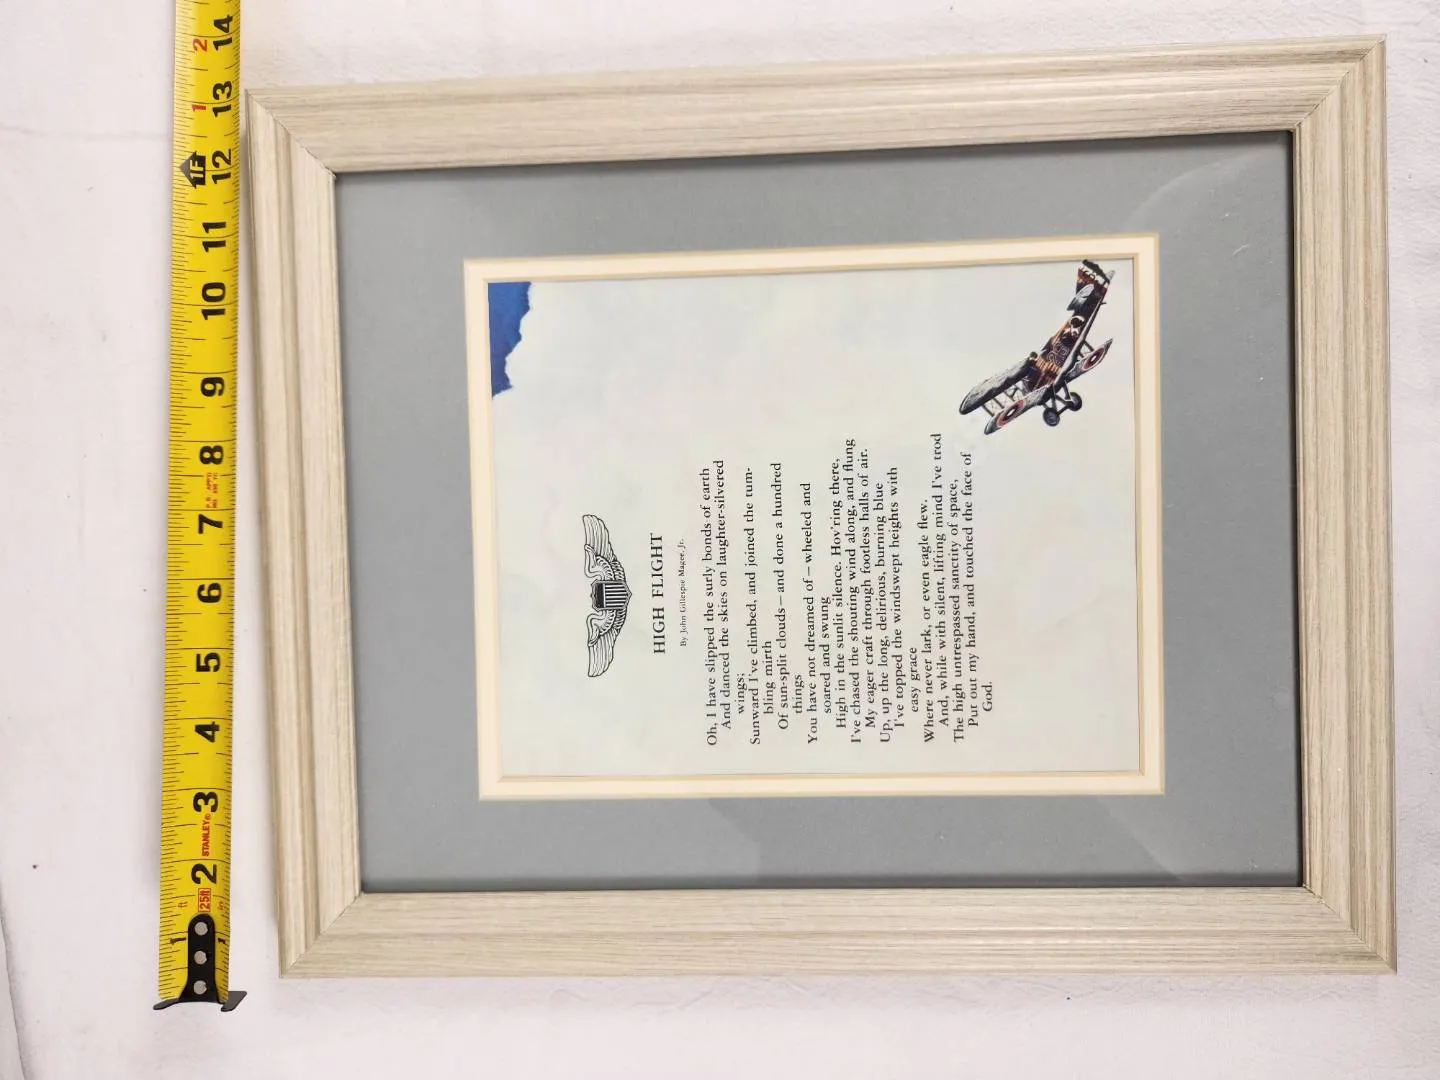 HIGH FLIGHT
By John Gillespie Magee, Jr.
Oh, I have slipped the surly bonds of earth
And danced the skies on laughter-silvered
wings;
Sunward I've climbed, and joined the tum-
bling mirth
Of sun-split clouds—and done a hundred
things
You have not dreamed of—wheeled and
soared and swung
High in the sunlit silence. Hov'ring there,
I've chased the shouting wind along, and flung
My eager craft through footless halls of air.
Up, up the long, delirious, burning blue
I've topped the windswept heights with
easy grace
Where never lark, or even eagle flew.
And, while with silent, lifting mind I've trod
The high untrespassed sanctity of space,
Put out my hand, and touched the face of
God.
1 2 3 4 5 6 7 8 9 10 11 12 13 14
ft 25ft STANLEY® 1F 1 2
in